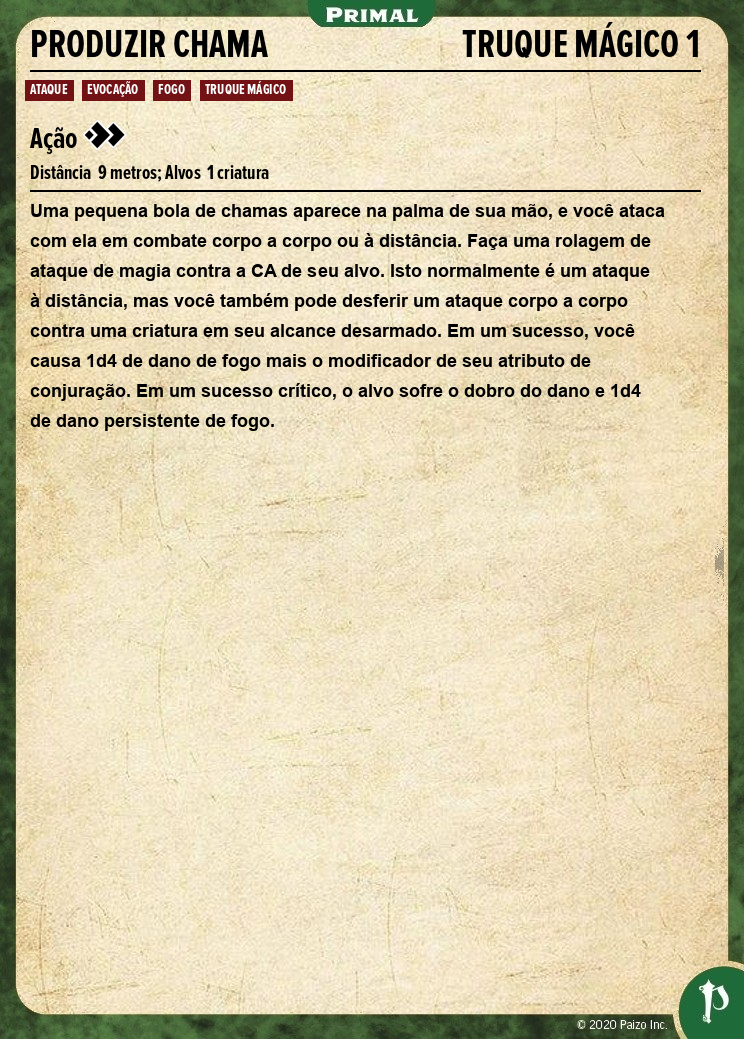 PRIMAL
PRODUZIR CHAMA TRUQUE MÁGICO 1
ATAQUE EVOCAÇÃO FOGO TRUQUE MÁGICO
Ação
Distância 9 metros; Alvos 1 criatura
Uma pequena bola de chamas aparece na palma de sua mão, e você ataca
com ela em combate corpo a corpo ou à distância. Faça uma rolagem de
ataque de magia contra a CA de seu alvo. Isto normalmente é um ataque
à distância, mas você também pode desferir um ataque corpo a corpo
contra uma criatura em seu alcance desarmado. Em um sucesso, você
causa 1d4 de dano de fogo mais o modificador de seu atributo de
conjuração. Em um sucesso crítico, o alvo sofre o dobro do dano e 1d4
de dano persistente de fogo.
© 2020 Paizo Inc.